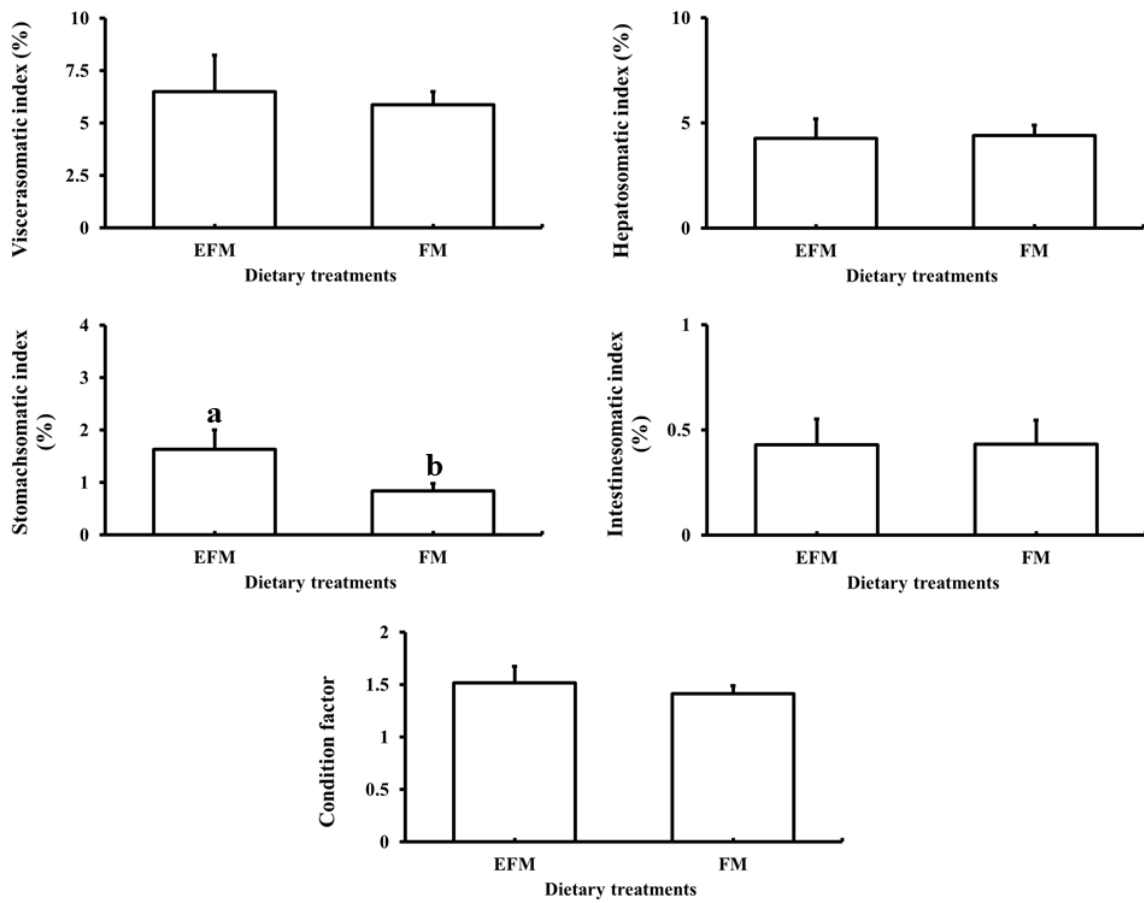 Viscerasomatic index (%)
10
7.5
5
2.5
0
EFM FM
Dietary treatments
Hepatosomatic index (%)
10
5
0
EFM FM
Dietary treatments
Stomachsomatic index
(%)
4
3
2
1
0
a
b
EFM FM
Dietary treatments
Intestinesomatic index
(%)
1
0.5
0
EFM FM
Dietary treatments
Condition factor
2
1.5
1
0.5
0
EFM FM
Dietary treatments